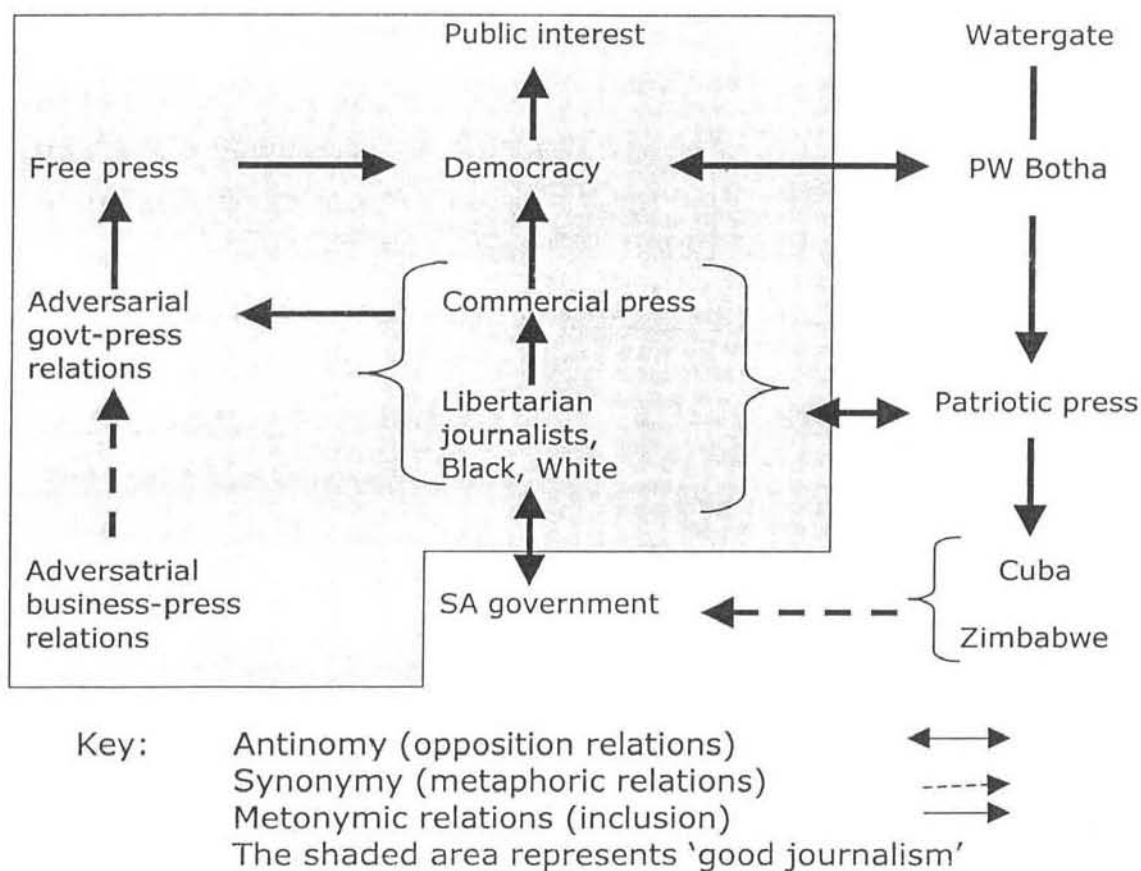 Public interest
Watergate
Free press
Democracy
PW Botha
Adversarial
govt-press
relations
Commercial press
Libertarian
journalists,
Black, White
Patriotic press
Adversatrial
business-press
relations
SA government
Cuba
Zimbabwe
Key:
Antinomy (opposition relations)
Synonymy (metaphoric relations)
Metonymic relations (inclusion)
The shaded area represents ‘good journalism’